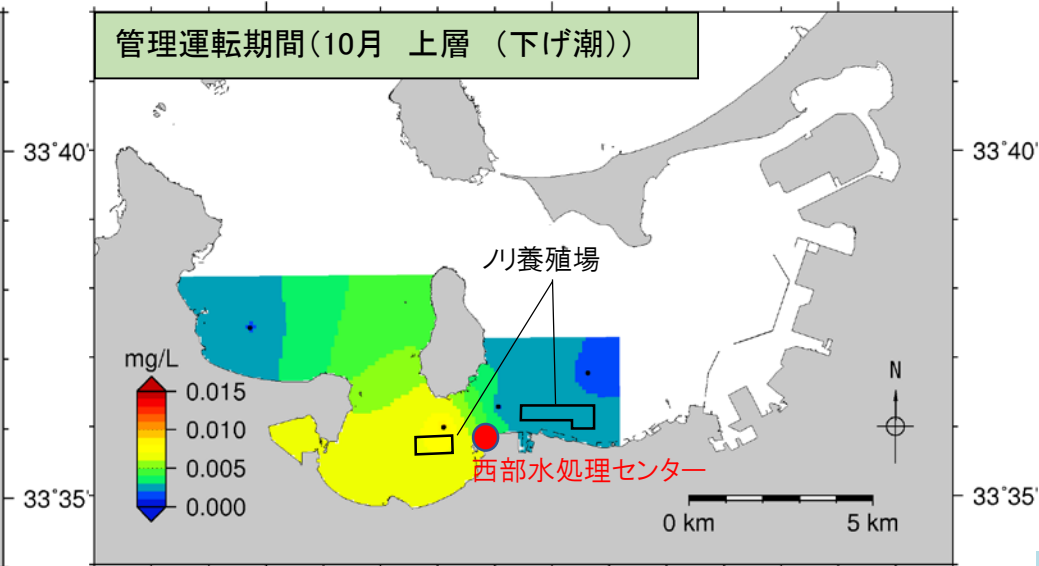 管理運転期間(10月 上層 (下げ潮))
33°40'
33°40'
ノリ養殖場
mg/L
0.015
0.010
0.005
0.000
N
西部水処理センター
33°35'
33°35'
0 km
5 km